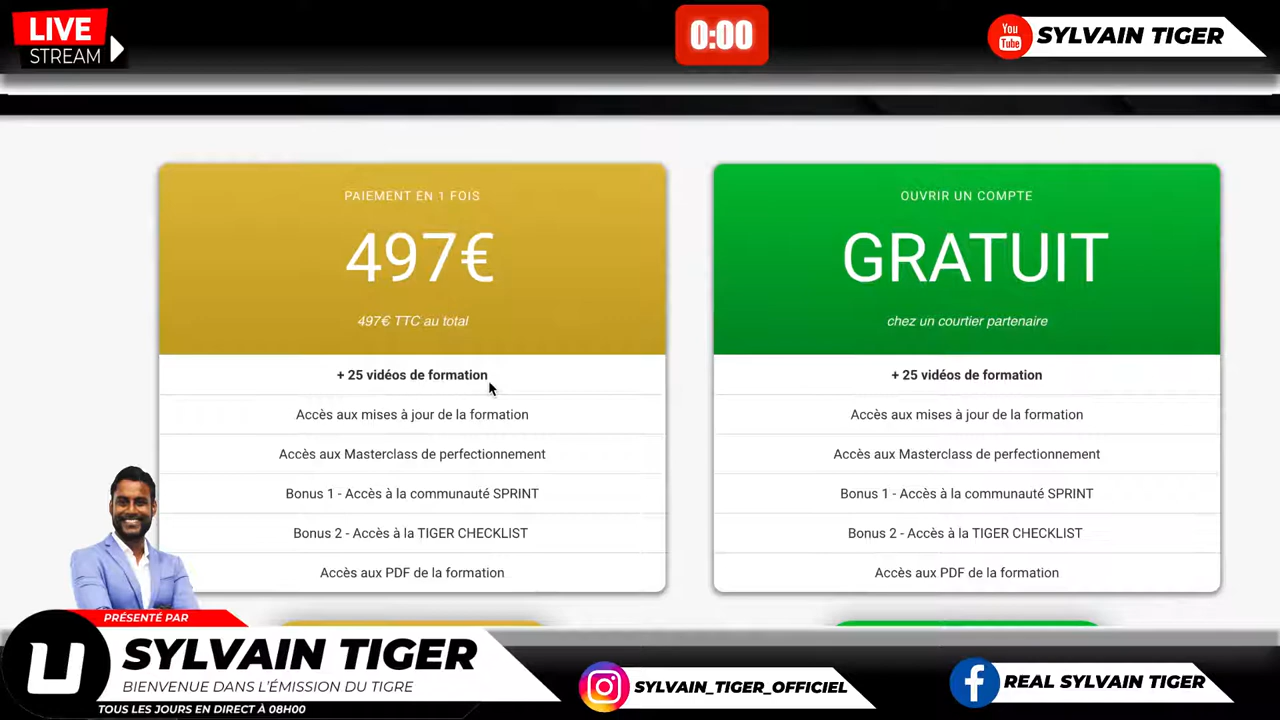 LIVE
STREAM
0:00
You
Tube
SYLVAIN TIGER
PAIEMENT EN 1 FOIS
497€
497€ TTC au total
+ 25 vidéos de formation
Accès aux mises à jour de la formation
Accès aux Masterclass de perfectionnement
Bonus 1 - Accès à la communauté SPRINT
Bonus 2 - Accès à la TIGER CHECKLIST
Accès aux PDF de la formation
OUVRIR UN COMPTE
GRATUIT
chez un courtier partenaire
+ 25 vidéos de formation
Accès aux mises à jour de la formation
Accès aux Masterclass de perfectionnement
Bonus 1 - Accès à la communauté SPRINT
Bonus 2 - Accès à la TIGER CHECKLIST
Accès aux PDF de la formation
PRÉSENTÉ PAR
SYLVAIN TIGER
BIENVENUE DANS L'ÉMISSION DU TIGRE
TOUS LES JOURS EN DIRECT À 08H00
SYLVAIN_TIGER_OFFICIEL
REAL SYLVAIN TIGER